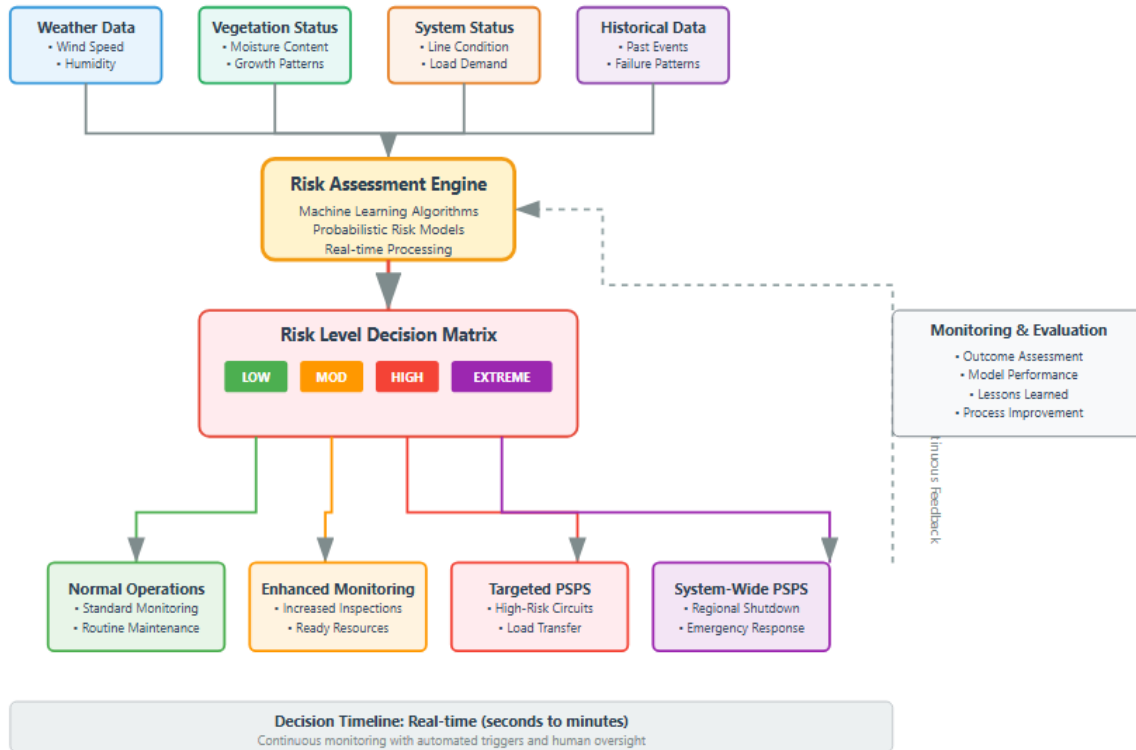 Weather Data
• Wind Speed
• Humidity
Vegetation Status
• Moisture Content
• Growth Patterns
System Status
• Line Condition
• Load Demand
Historical Data
• Past Events
• Failure Patterns
Risk Assessment Engine
Machine Learning Algorithms
Probabilistic Risk Models
Real-time Processing
Risk Level Decision Matrix
LOW
MOD
HIGH
EXTREME
Monitoring & Evaluation
• Outcome Assessment
• Model Performance
• Lessons Learned
• Process Improvement
Feedback
Normal Operations
• Standard Monitoring
• Routine Maintenance
Enhanced Monitoring
• Increased Inspections
• Ready Resources
Targeted PSPS
• High-Risk Circuits
• Load Transfer
System-Wide PSPS
• Regional Shutdown
• Emergency Response
Decision Timeline: Real-time (seconds to minutes)
Continuous monitoring with automated triggers and human oversight